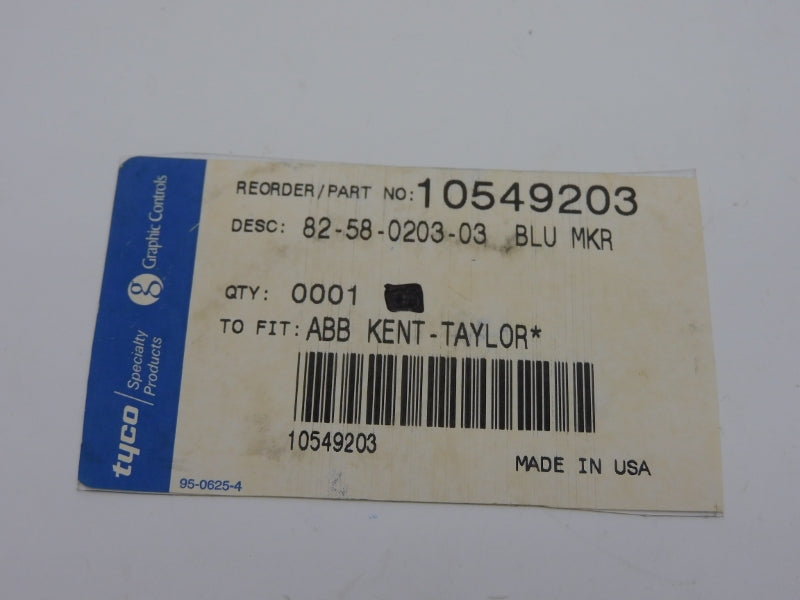 REORDER/PART NO: 10549203
DESC: 82-58-0203-03 BLU MKR
QTY: 0001
TO FIT: ABB KENT-TAYLOR*
10549203
MADE IN USA
95-0625-4
tyco
Specialty
Products
g Graphic Controls